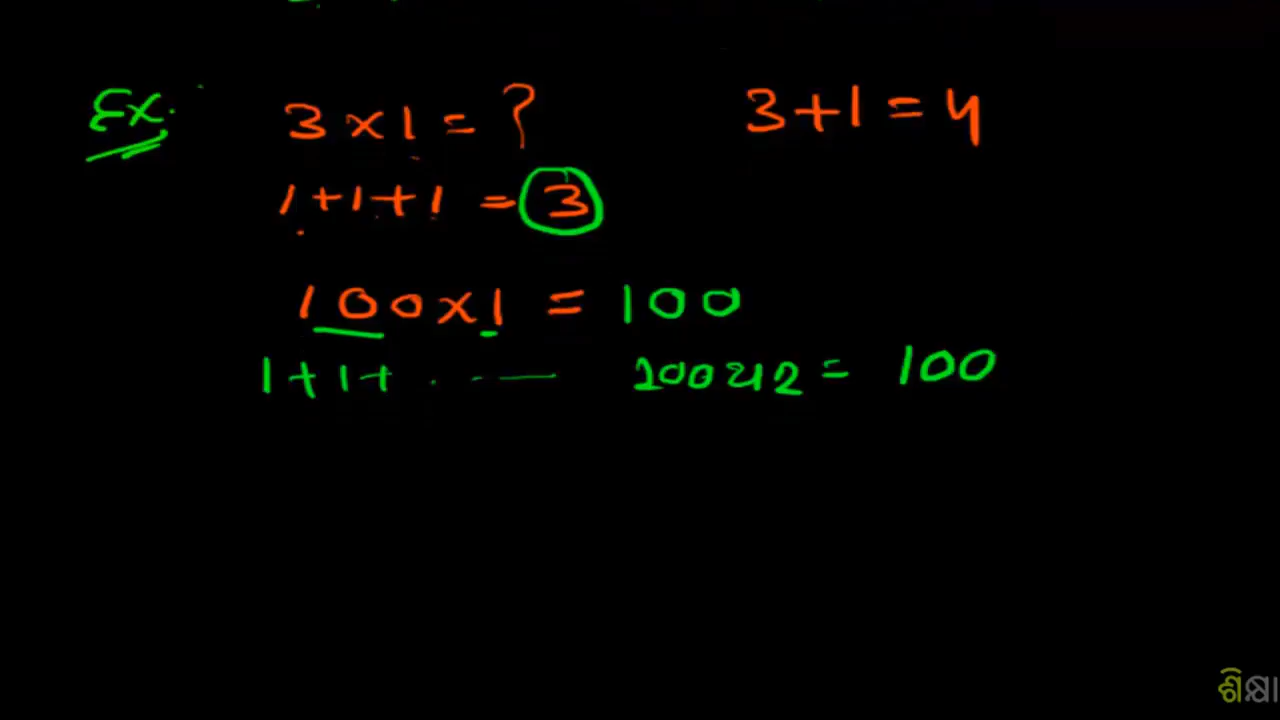 Ex.
3 × 1 = ? 3 + 1 = 4
1 + 1 + 1 = 3
100 × 1 = 100
1 + 1 + . . . — = 100
ଶିକ୍ଷା